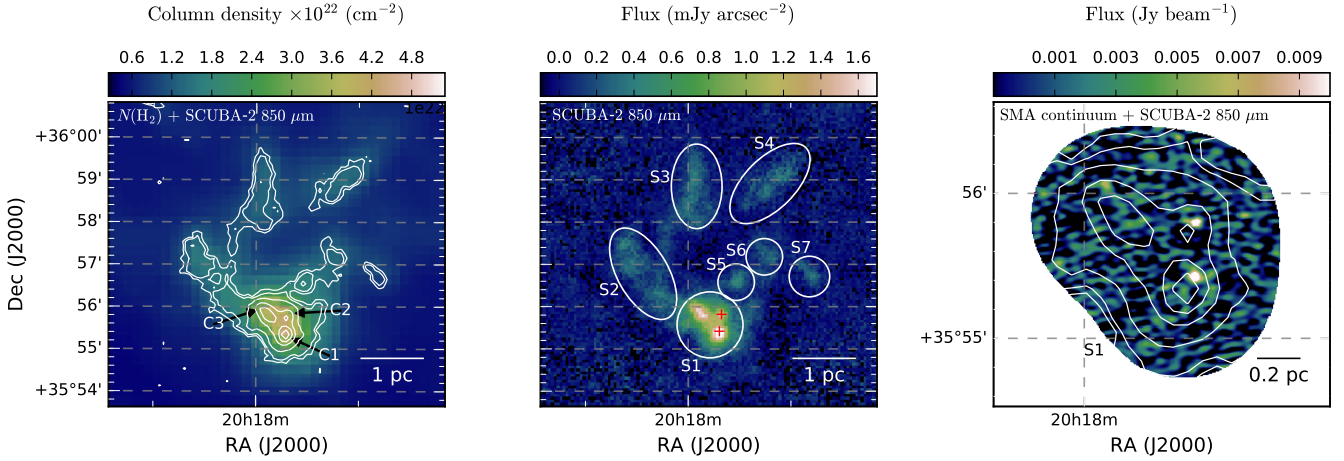 Column density ×10²² (cm⁻²)
0.6 1.2 1.8 2.4 3.0 3.6 4.2 4.8
N(H₂) + SCUBA-2 850 μm
1e22
+36°00'
59'
58'
57'
56'
55'
+35°54'
Dec (J2000)
C3
C2
C1
1 pc
20h18m
RA (J2000)
Flux (mJy arcsec⁻²)
0.0 0.2 0.4 0.6 0.8 1.0 1.2 1.4 1.6
SCUBA-2 850 μm
S4
S3
S6
S7
S5
S2
S1
1 pc
20h18m
RA (J2000)
Flux (Jy beam⁻¹)
0.001 0.003 0.005 0.007 0.009
SMA continuum + SCUBA-2 850 μm
56'
+35°55'
S1
0.2 pc
20h18m
RA (J2000)